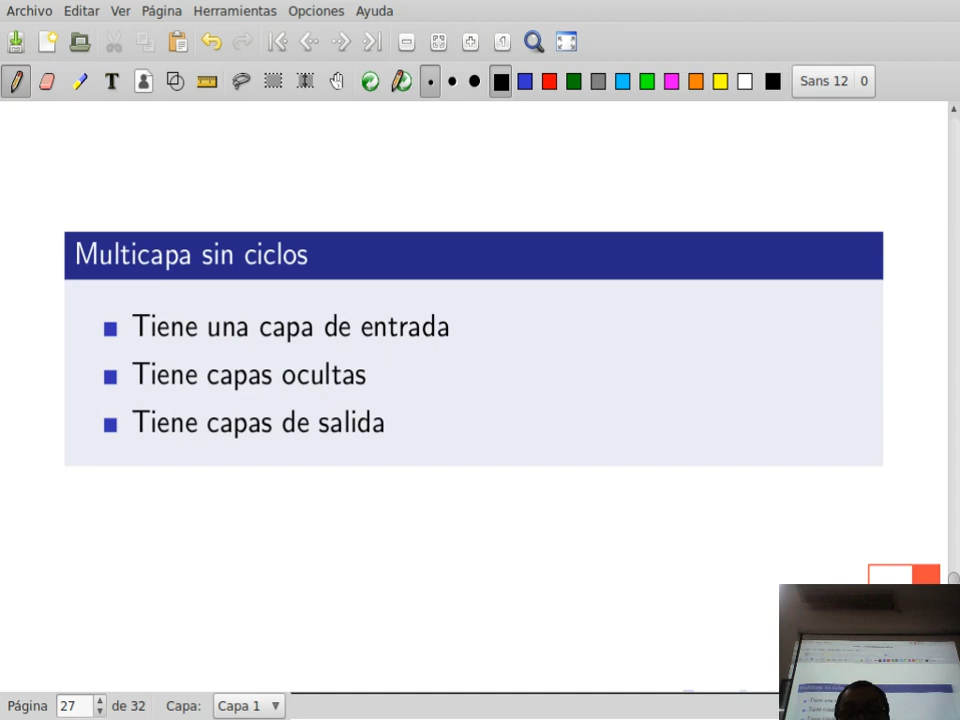 Archivo Editar Ver Página Herramientas Opciones Ayuda
T Sans 12 0
Multicapa sin ciclos
Tiene una capa de entrada
Tiene capas ocultas
Tiene capas de salida
Página 27 de 32 Capa: Capa 1